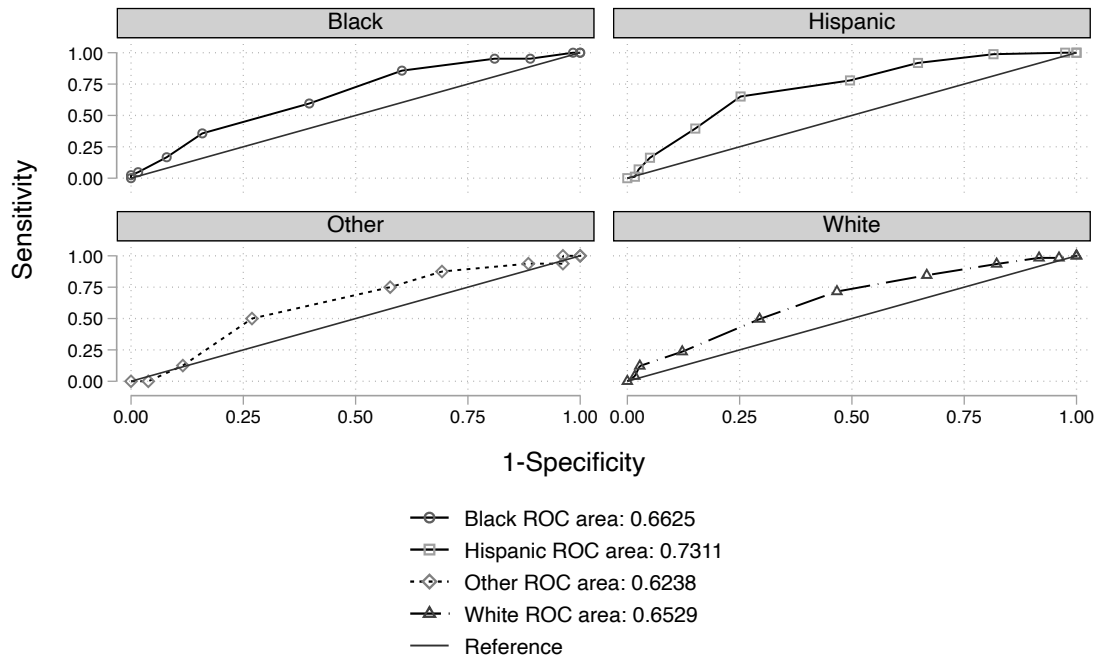 Black
Hispanic
1.00
0.75
0.50
0.25
0.00
Sensitivity
Other
White
1.00
0.75
0.50
0.25
0.00
0.00 0.25 0.50 0.75 1.00
0.00 0.25 0.50 0.75 1.00
1-Specificity
Black ROC area: 0.6625
Hispanic ROC area: 0.7311
Other ROC area: 0.6238
White ROC area: 0.6529
Reference